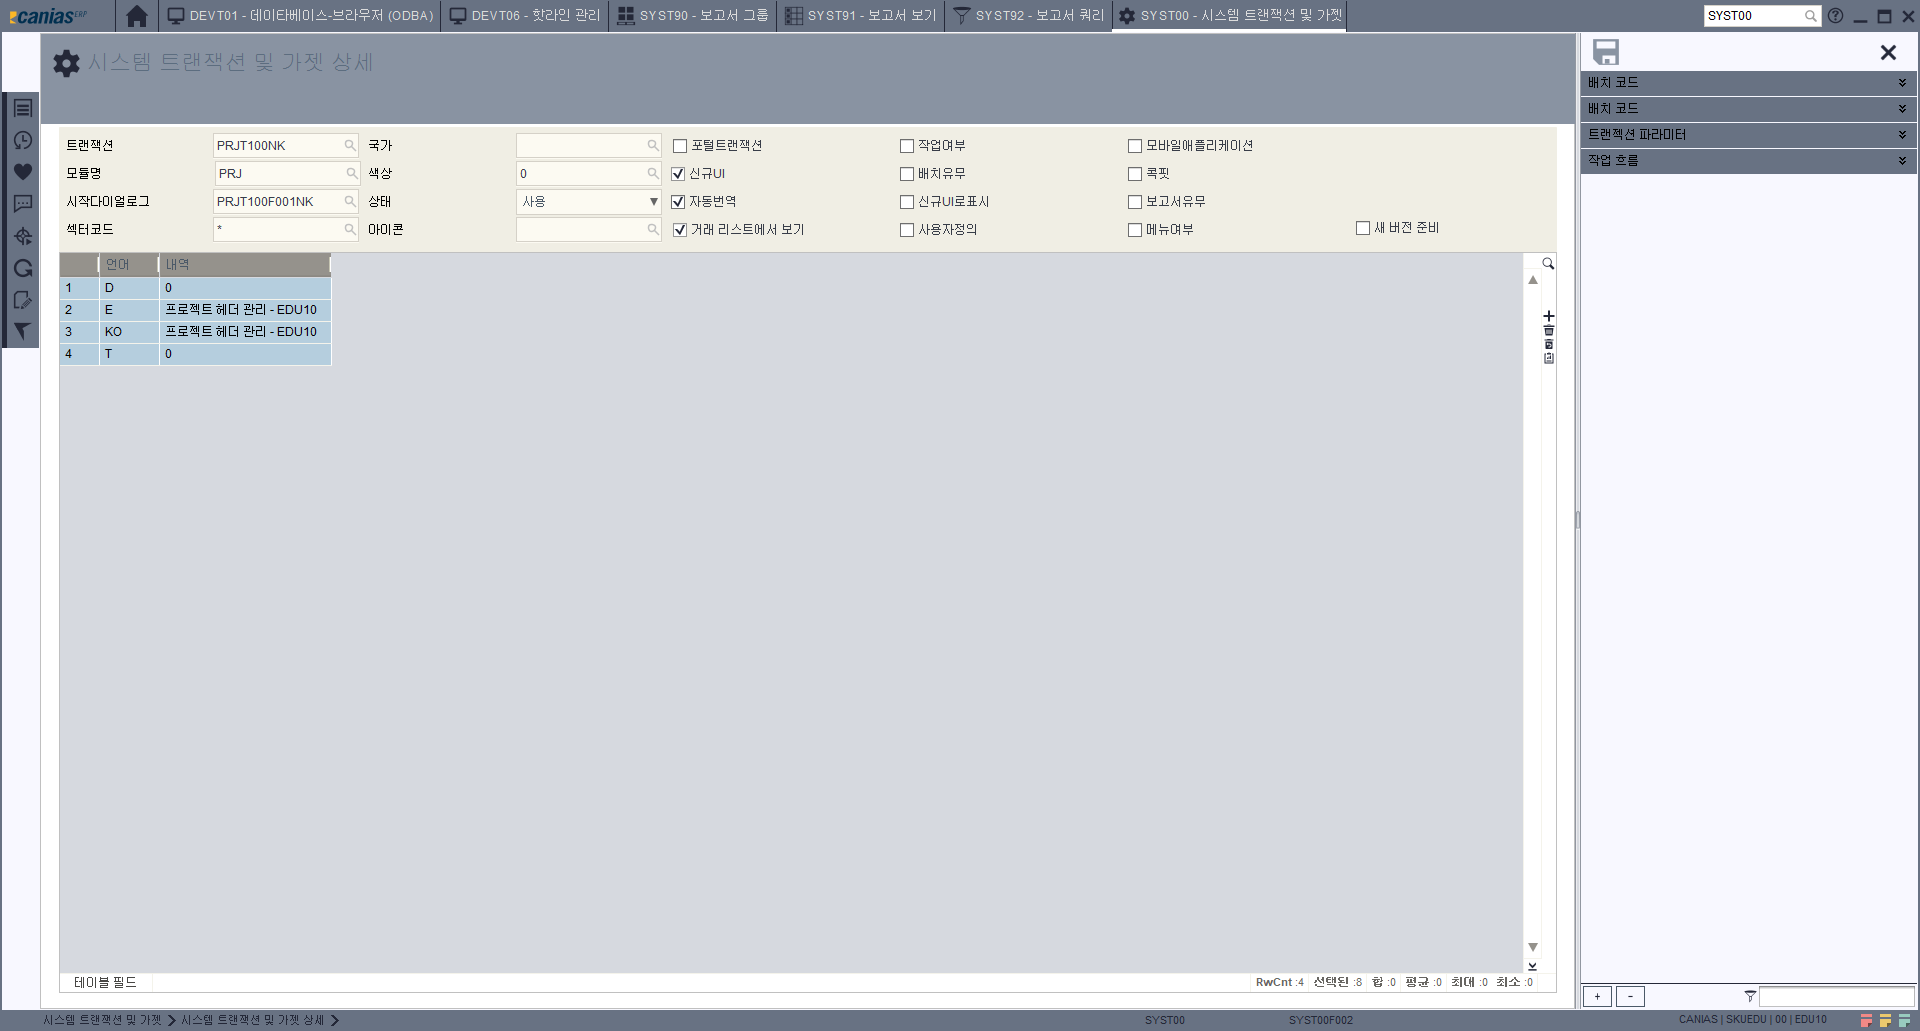 canias ERP DEVT01 - 데이타베이스-브라우저 (ODBA) DEVT06 - 핫라인 관리 SYST90 - 보고서 그룹 SYST91 - 보고서 보기 SYST92 - 보고서 쿼리 SYST00 - 시스템 트랜잭션 및 가젯 SYST00
시스템 트랜잭션 및 가젯 상세
배치 코드
배치 코드
트랜젝션 파라미터
작업 흐름
트랜잭션 PRJT100NK 국가 포털트랜잭션 작업여부 모바일애플리케이션
모듈명 PRJ 색상 0 신규UI 배치유무 콕핏
시작다이얼로그 PRJT100F001NK 상태 사용 자동번역 신규UI로표시 보고서유무
섹터코드 * 아이콘 거래 리스트에서 보기 사용자정의 메뉴여부 새 버전 준비
언어 내역
1 D 0
2 E 프로젝트 헤더 관리 - EDU10
3 KO 프로젝트 헤더 관리 - EDU10
4 T 0
테이블 필드 RwCnt :4 선택된 :8 합 :0 평균 :0 최대 :0 최소 :0
+ -
시스템 트랜잭션 및 가젯 시스템 트랜잭션 및 가젯 상세 SYST00 SYST00F002 CANIAS | SKUEDU | 00 | EDU10